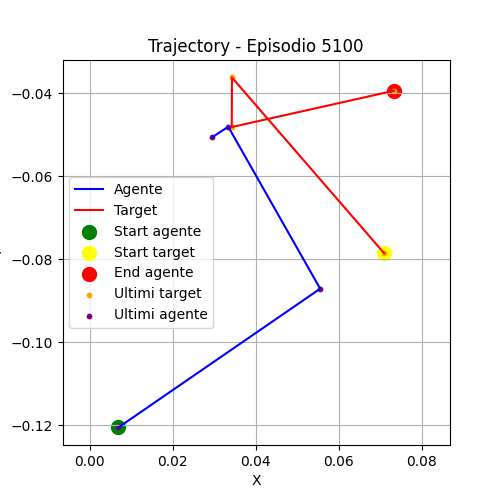 Trajectory - Episodio 5100
−0.04
−0.06
−0.08
−0.10
−0.12
Agente
Target
Start agente
Start target
End agente
Ultimi target
Ultimi agente
0.00 0.02 0.04 0.06 0.08
X